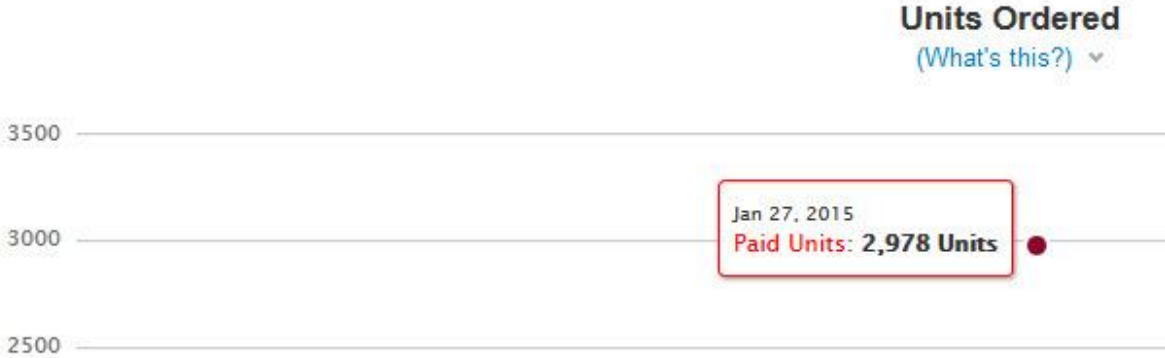 Units Ordered
(What's this?)
3500
Jan 27, 2015
Paid Units: 2,978 Units
3000
2500